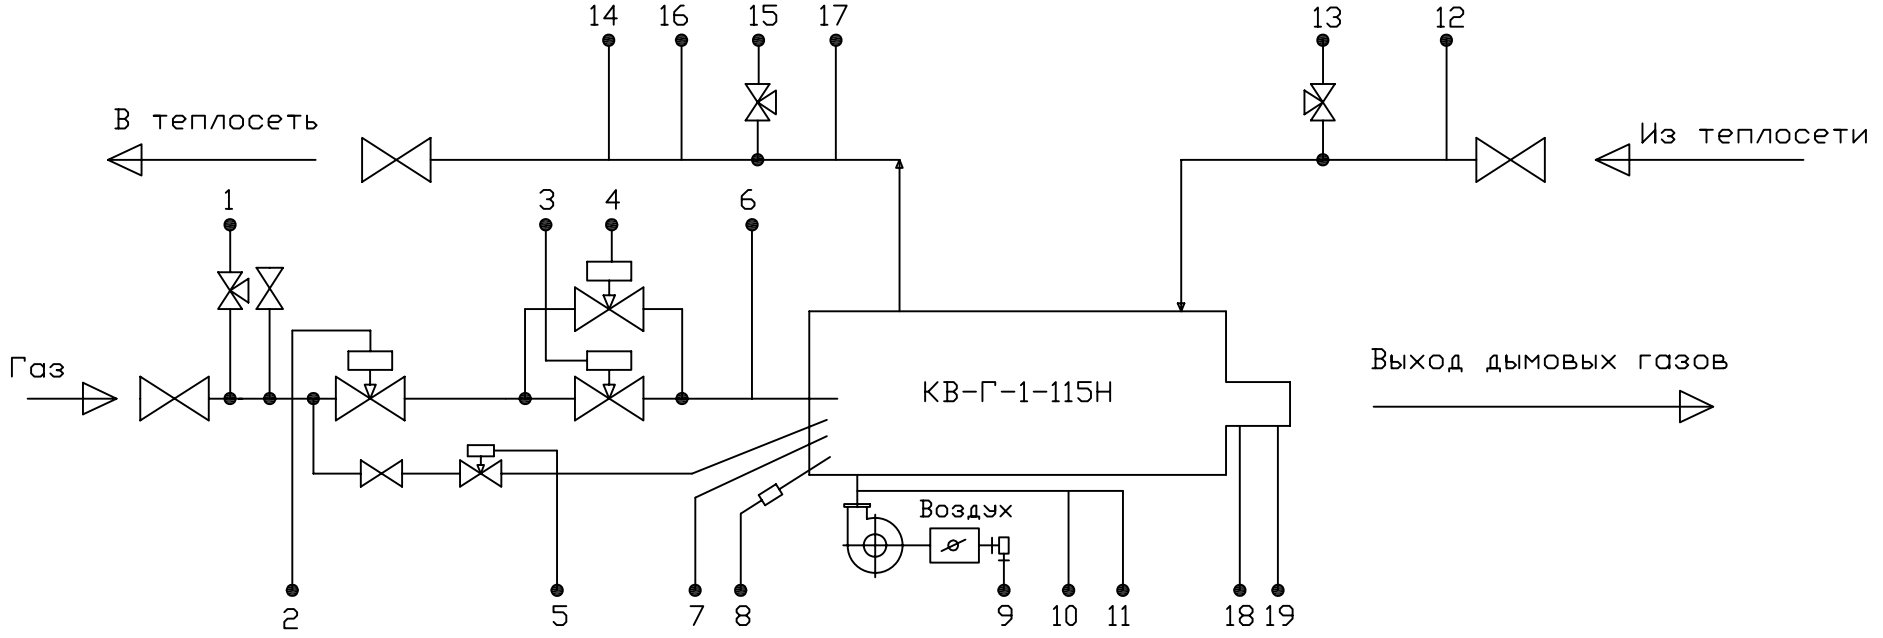 14 16 15 17 13 12
В теплосеть
Из теплосети
1 3 4 6
Газ
КВ-Г-1-115Н
Выход дымовых газов
Воздух
2 5 7 8 9 10 11 18 19